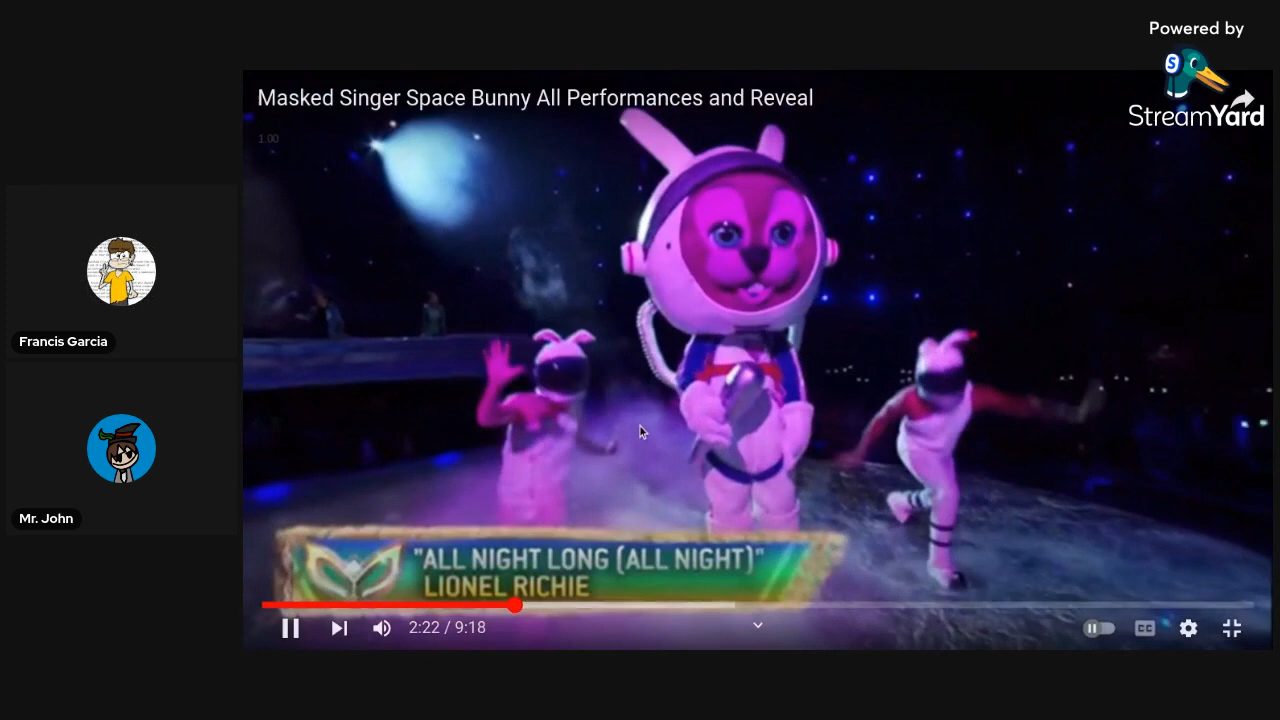 Powered by
StreamYard
Masked Singer Space Bunny All Performances and Reveal
1.00
Francis Garcia
Mr. John
"ALL NIGHT LONG (ALL NIGHT)"
LIONEL RICHIE
2:22 / 9:18
CC